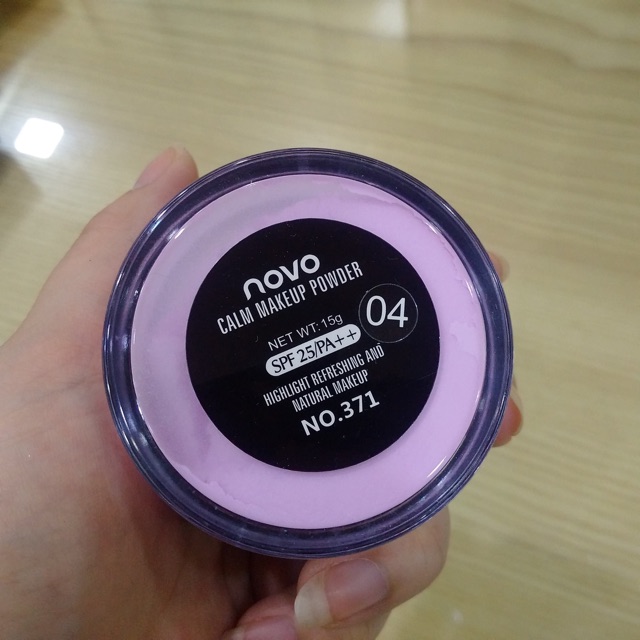 novo
CALM MAKEUP POWDER
04
NET WT: 15g
SPF 25/PA++
HIGHLIGHT REFRESHING AND
NATURAL MAKEUP
NO.371